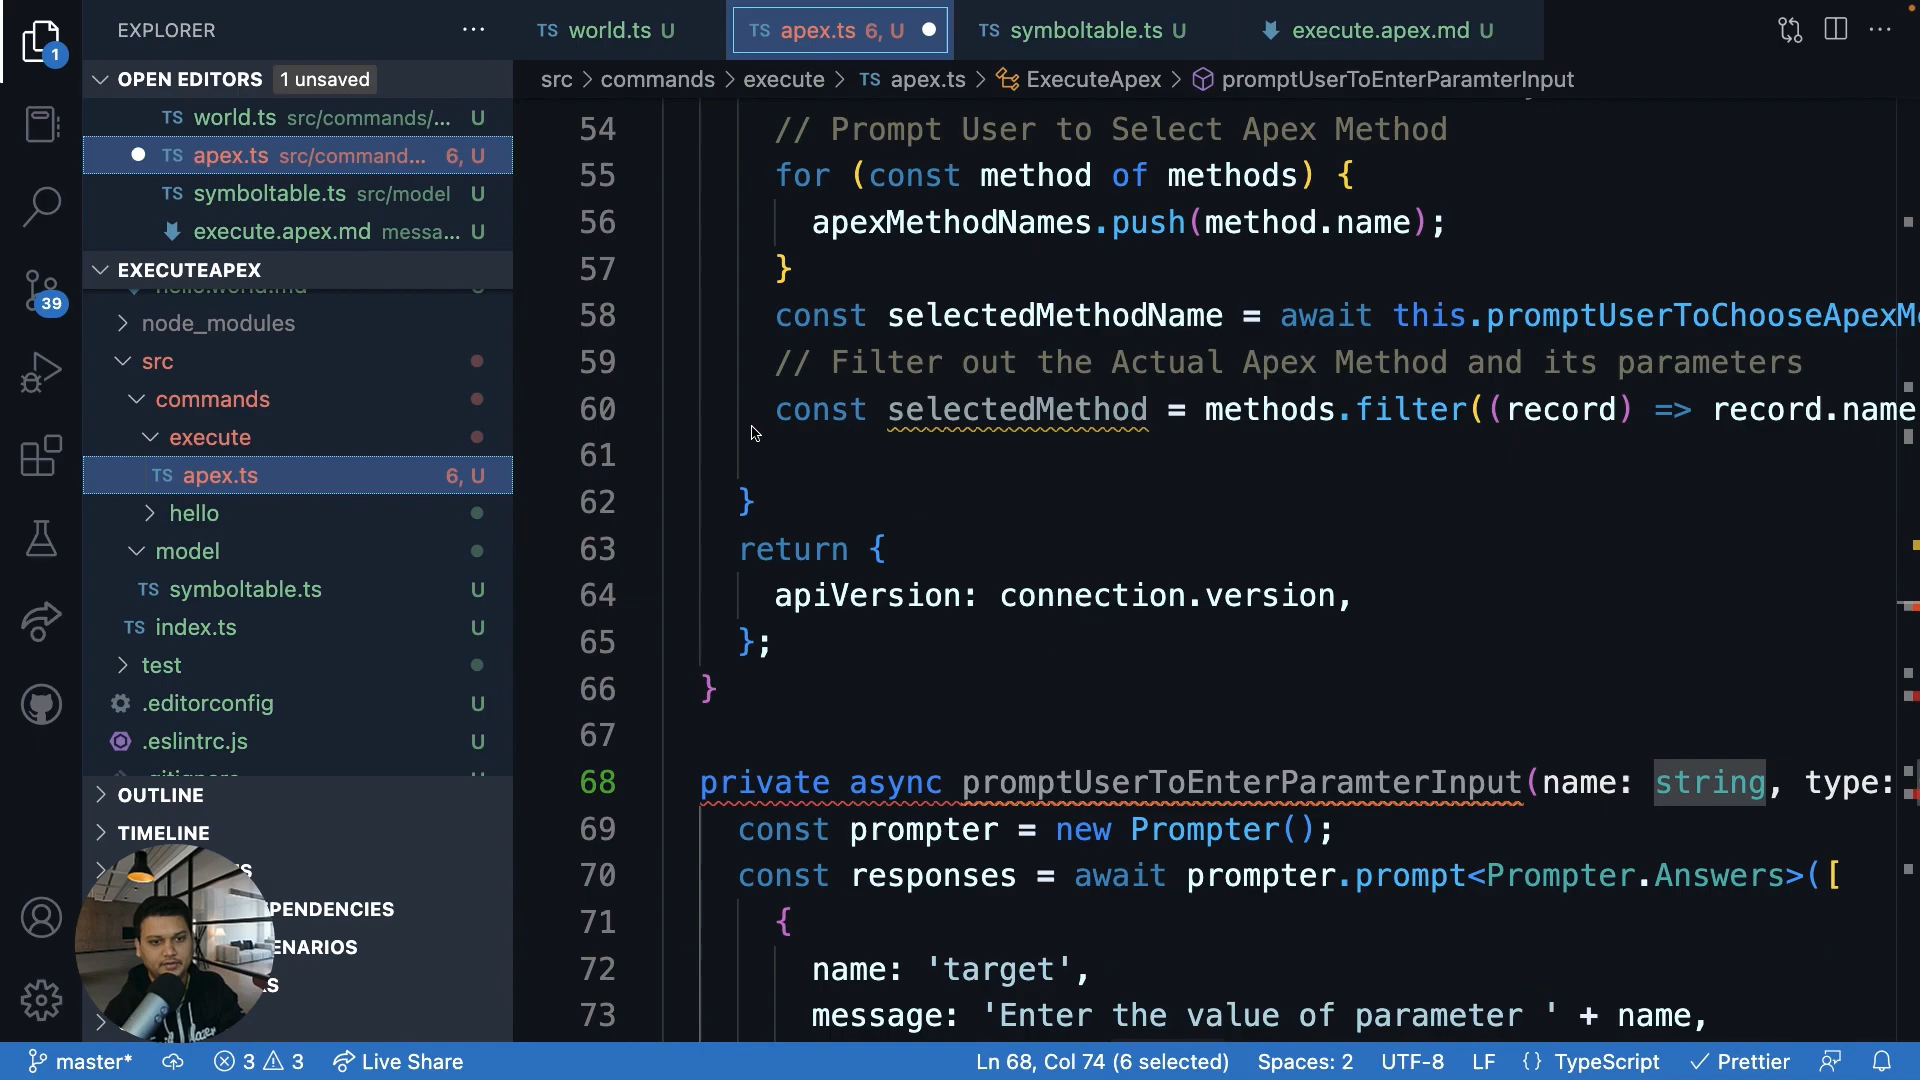 EXPLORER
TS world.ts U
TS apex.ts 6, U
TS symboltable.ts U
execute.apex.md U
1
OPEN EDITORS 1 unsaved
src > commands > execute > TS apex.ts > ExecuteApex > promptUserToEnterParamterInput
TS world.ts src/commands/... U
TS apex.ts src/command... 6, U
TS symboltable.ts src/model U
execute.apex.md messa... U
EXECUTEAPEX
39
node_modules
src
commands
execute
TS apex.ts 6, U
hello
model
TS symboltable.ts U
TS index.ts U
test
.editorconfig U
.eslintrc.js U
OUTLINE
TIMELINE
54 // Prompt User to Select Apex Method
55 for (const method of methods) {
56 apexMethodNames.push(method.name);
57 }
58 const selectedMethodName = await this.promptUserToChooseApexM
59 // Filter out the Actual Apex Method and its parameters
60 const selectedMethod = methods.filter((record) => record.name
61
62 }
63 return {
64 apiVersion: connection.version,
65 };
66 }
67
68 private async promptUserToEnterParamterInput(name: string, type:
69 const prompter = new Prompter();
70 const responses = await prompter.prompt<Prompter.Answers>([
71 {
72 name: 'target',
73 message: 'Enter the value of parameter ' + name,
master* 3 3 Live Share Ln 68, Col 74 (6 selected) Spaces: 2 UTF-8 LF {} TypeScript Prettier